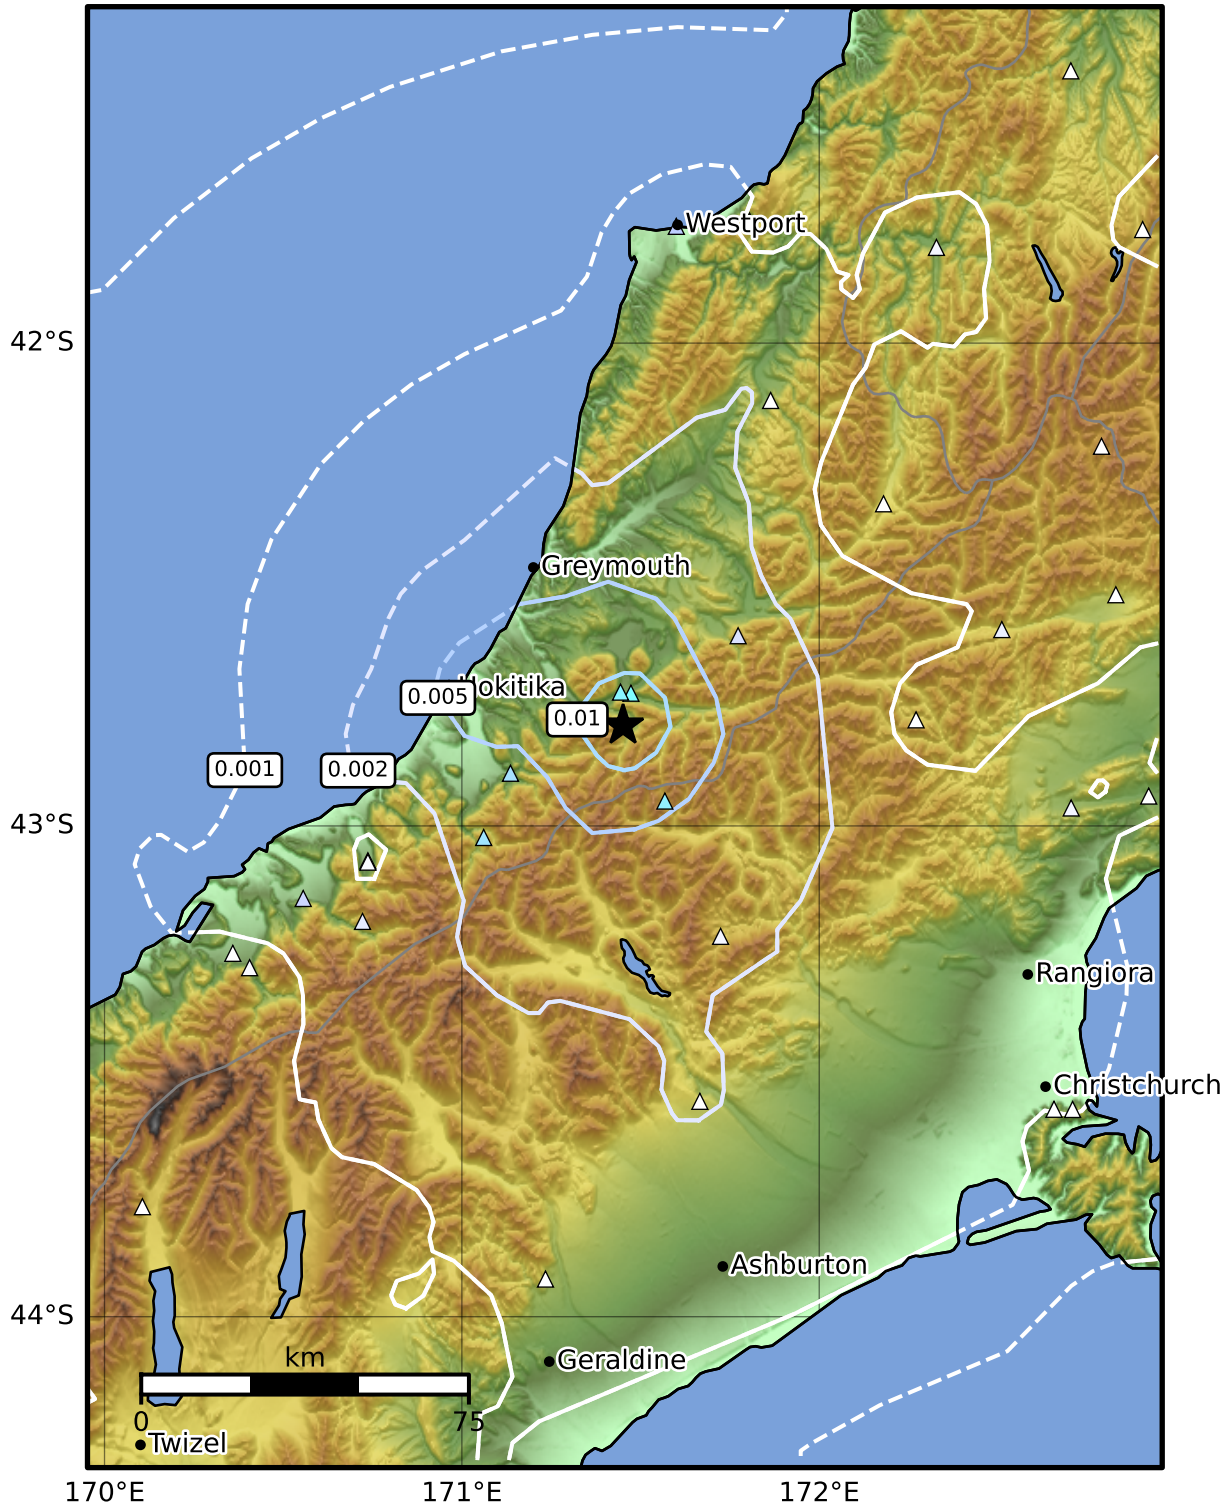 Westport
42°S
Greymouth
Hokitika
0.005
0.01
0.001
0.002
43°S
Rangiora
Christchurch
Ashburton
44°S
km
Geraldine
0
75
Twizel
170°E
171°E
172°E